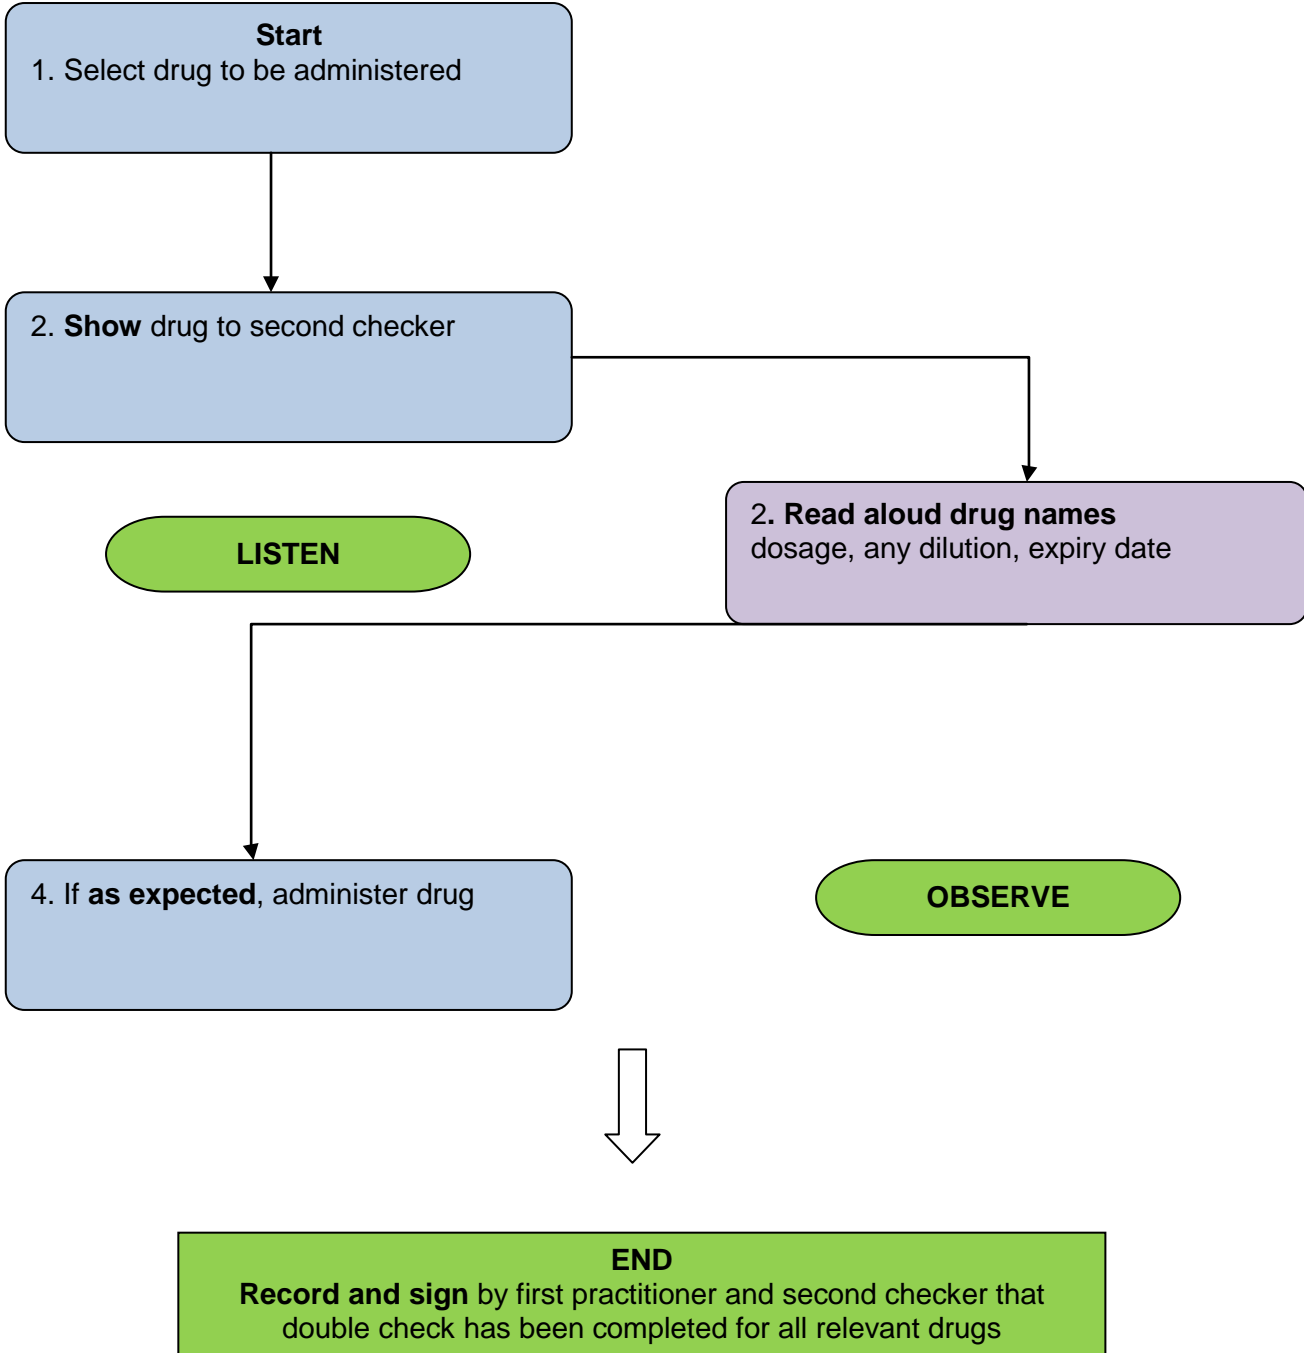 Start
1. Select drug to be administered
2. Show drug to second checker
2. Read aloud drug names
dosage, any dilution, expiry date
LISTEN
4. If as expected, administer drug
OBSERVE
END
Record and sign by first practitioner and second checker that
double check has been completed for all relevant drugs